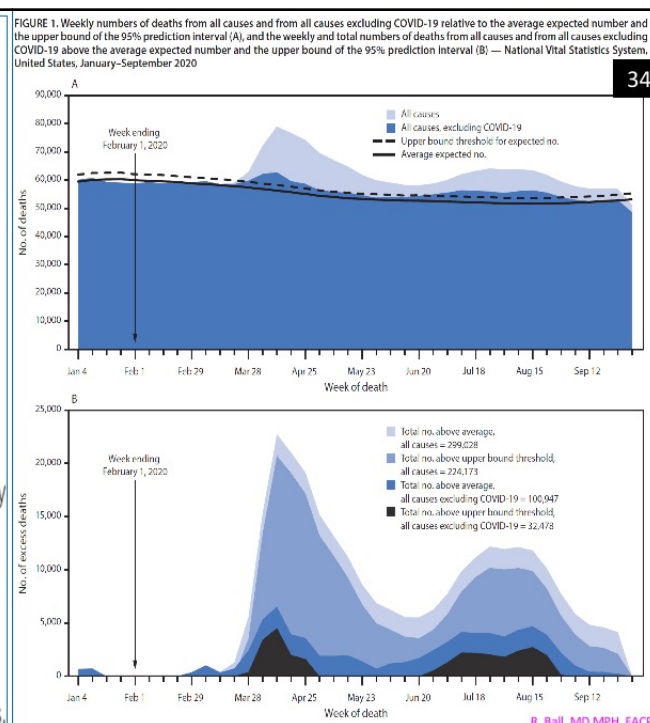 FIGURE 1. Weekly numbers of deaths from all causes and from all causes excluding COVID-19 relative to the average expected number and
the upper bound of the 95% prediction interval (A), and the weekly and total numbers of deaths from all causes and from all causes excluding
COVID-19 above the average expected number and the upper bound of the 95% prediction interval (B) — National Vital Statistics System,
United States, January–September 2020
34
A
90,000
80,000
70,000
60,000
50,000
40,000
30,000
20,000
10,000
0
No. of deaths
Week ending
February 1, 2020
All causes
All causes, excluding COVID-19
Upper bound threshold for expected no.
Average expected no.
Jan 4 Feb 1 Feb 29 Mar 28 Apr 25 May 23 Jun 20 Jul 18 Aug 15 Sep 12
Week of death
B
25,000
20,000
15,000
10,000
5,000
0
No. of excess deaths
Week ending
February 1, 2020
Total no. above average,
all causes = 299,028
Total no. above upper bound threshold,
all causes = 224,173
Total no. above average,
all causes excluding COVID-19 = 100,947
Total no. above upper bound threshold,
all causes excluding COVID-19 = 32,478
Jan 4 Feb 1 Feb 29 Mar 28 Apr 25 May 23 Jun 20 Jul 18 Aug 15 Sep 12
Week of death
R. Ball, MD MPH, FACP